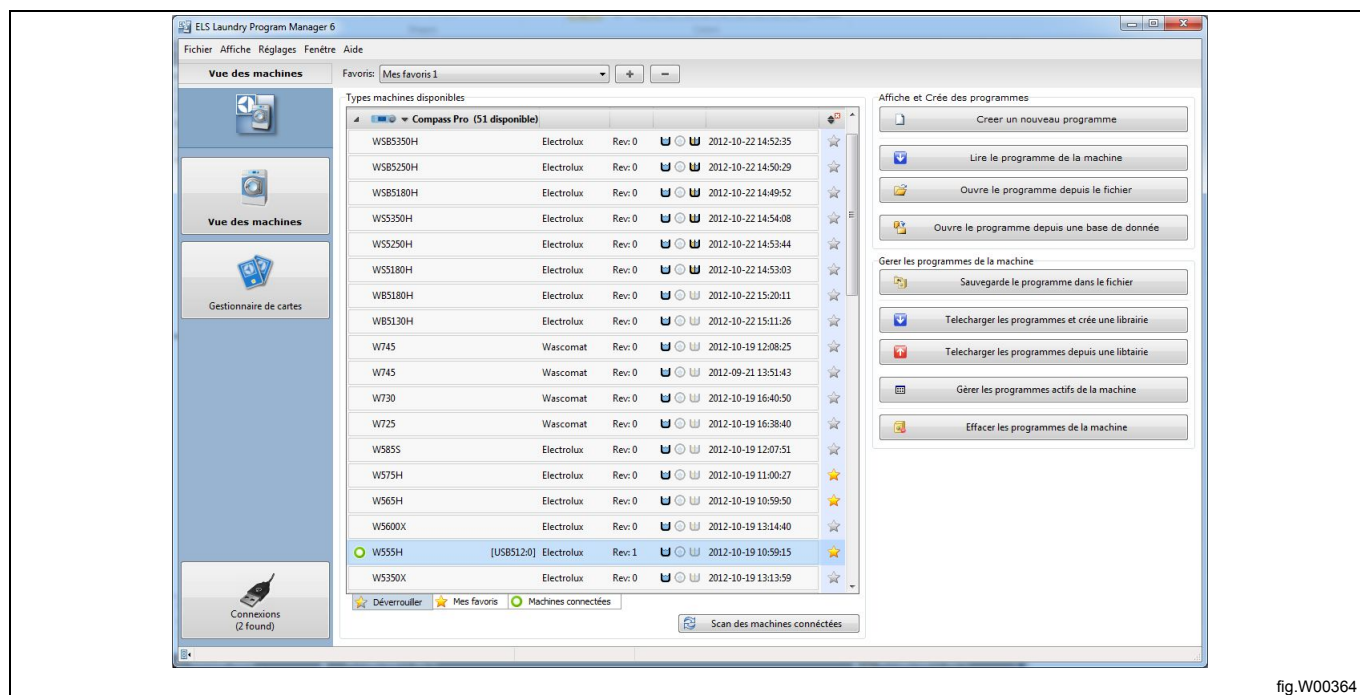 ELS Laundry Program Manager 6
Fichier Affiche Réglages Fenêtre Aide
Vue des machines
Favoris: Mes favoris 1
Types machines disponibles
Compass Pro (51 disponible)
WSB5350H Electrolux Rev: 0 2012-10-22 14:52:35
WSB5250H Electrolux Rev: 0 2012-10-22 14:50:29
WSB5180H Electrolux Rev: 0 2012-10-22 14:49:52
WS5350H Electrolux Rev: 0 2012-10-22 14:54:08
WS5250H Electrolux Rev: 0 2012-10-22 14:53:44
WS5180H Electrolux Rev: 0 2012-10-22 14:53:03
WB5180H Electrolux Rev: 0 2012-10-22 15:20:11
WB5130H Electrolux Rev: 0 2012-10-22 15:11:26
W745 Wascomat Rev: 0 2012-10-19 12:08:25
W745 Wascomat Rev: 0 2012-09-21 13:51:43
W730 Wascomat Rev: 0 2012-10-19 16:40:50
W725 Wascomat Rev: 0 2012-10-19 16:38:40
W585S Electrolux Rev: 0 2012-10-19 12:07:51
W575H Electrolux Rev: 0 2012-10-19 11:00:27
W565H Electrolux Rev: 0 2012-10-19 10:59:50
W5600X Electrolux Rev: 0 2012-10-19 13:14:40
W555H [USB512:0] Electrolux Rev: 1 2012-10-19 10:59:15
W5350X Electrolux Rev: 0 2012-10-19 13:13:59
Déverrouiller Mes favoris Machines connectées
Scan des machines connéctées
Vue des machines
Gestionnaire de cartes
Connexions
(2 found)
Affiche et Crée des programmes
Creer un nouveau programme
Lire le programme de la machine
Ouvre le programme depuis le fichier
Ouvre le programme depuis une base de donnée
Gerer les programmes de la machine
Sauvegarde le programme dans le fichier
Telecharger les programmes et crée une librairie
Telecharger les programmes depuis une libtairie
Gèrer les programmes actifs de la machine
Effacer les programmes de la machine
fig.W00364